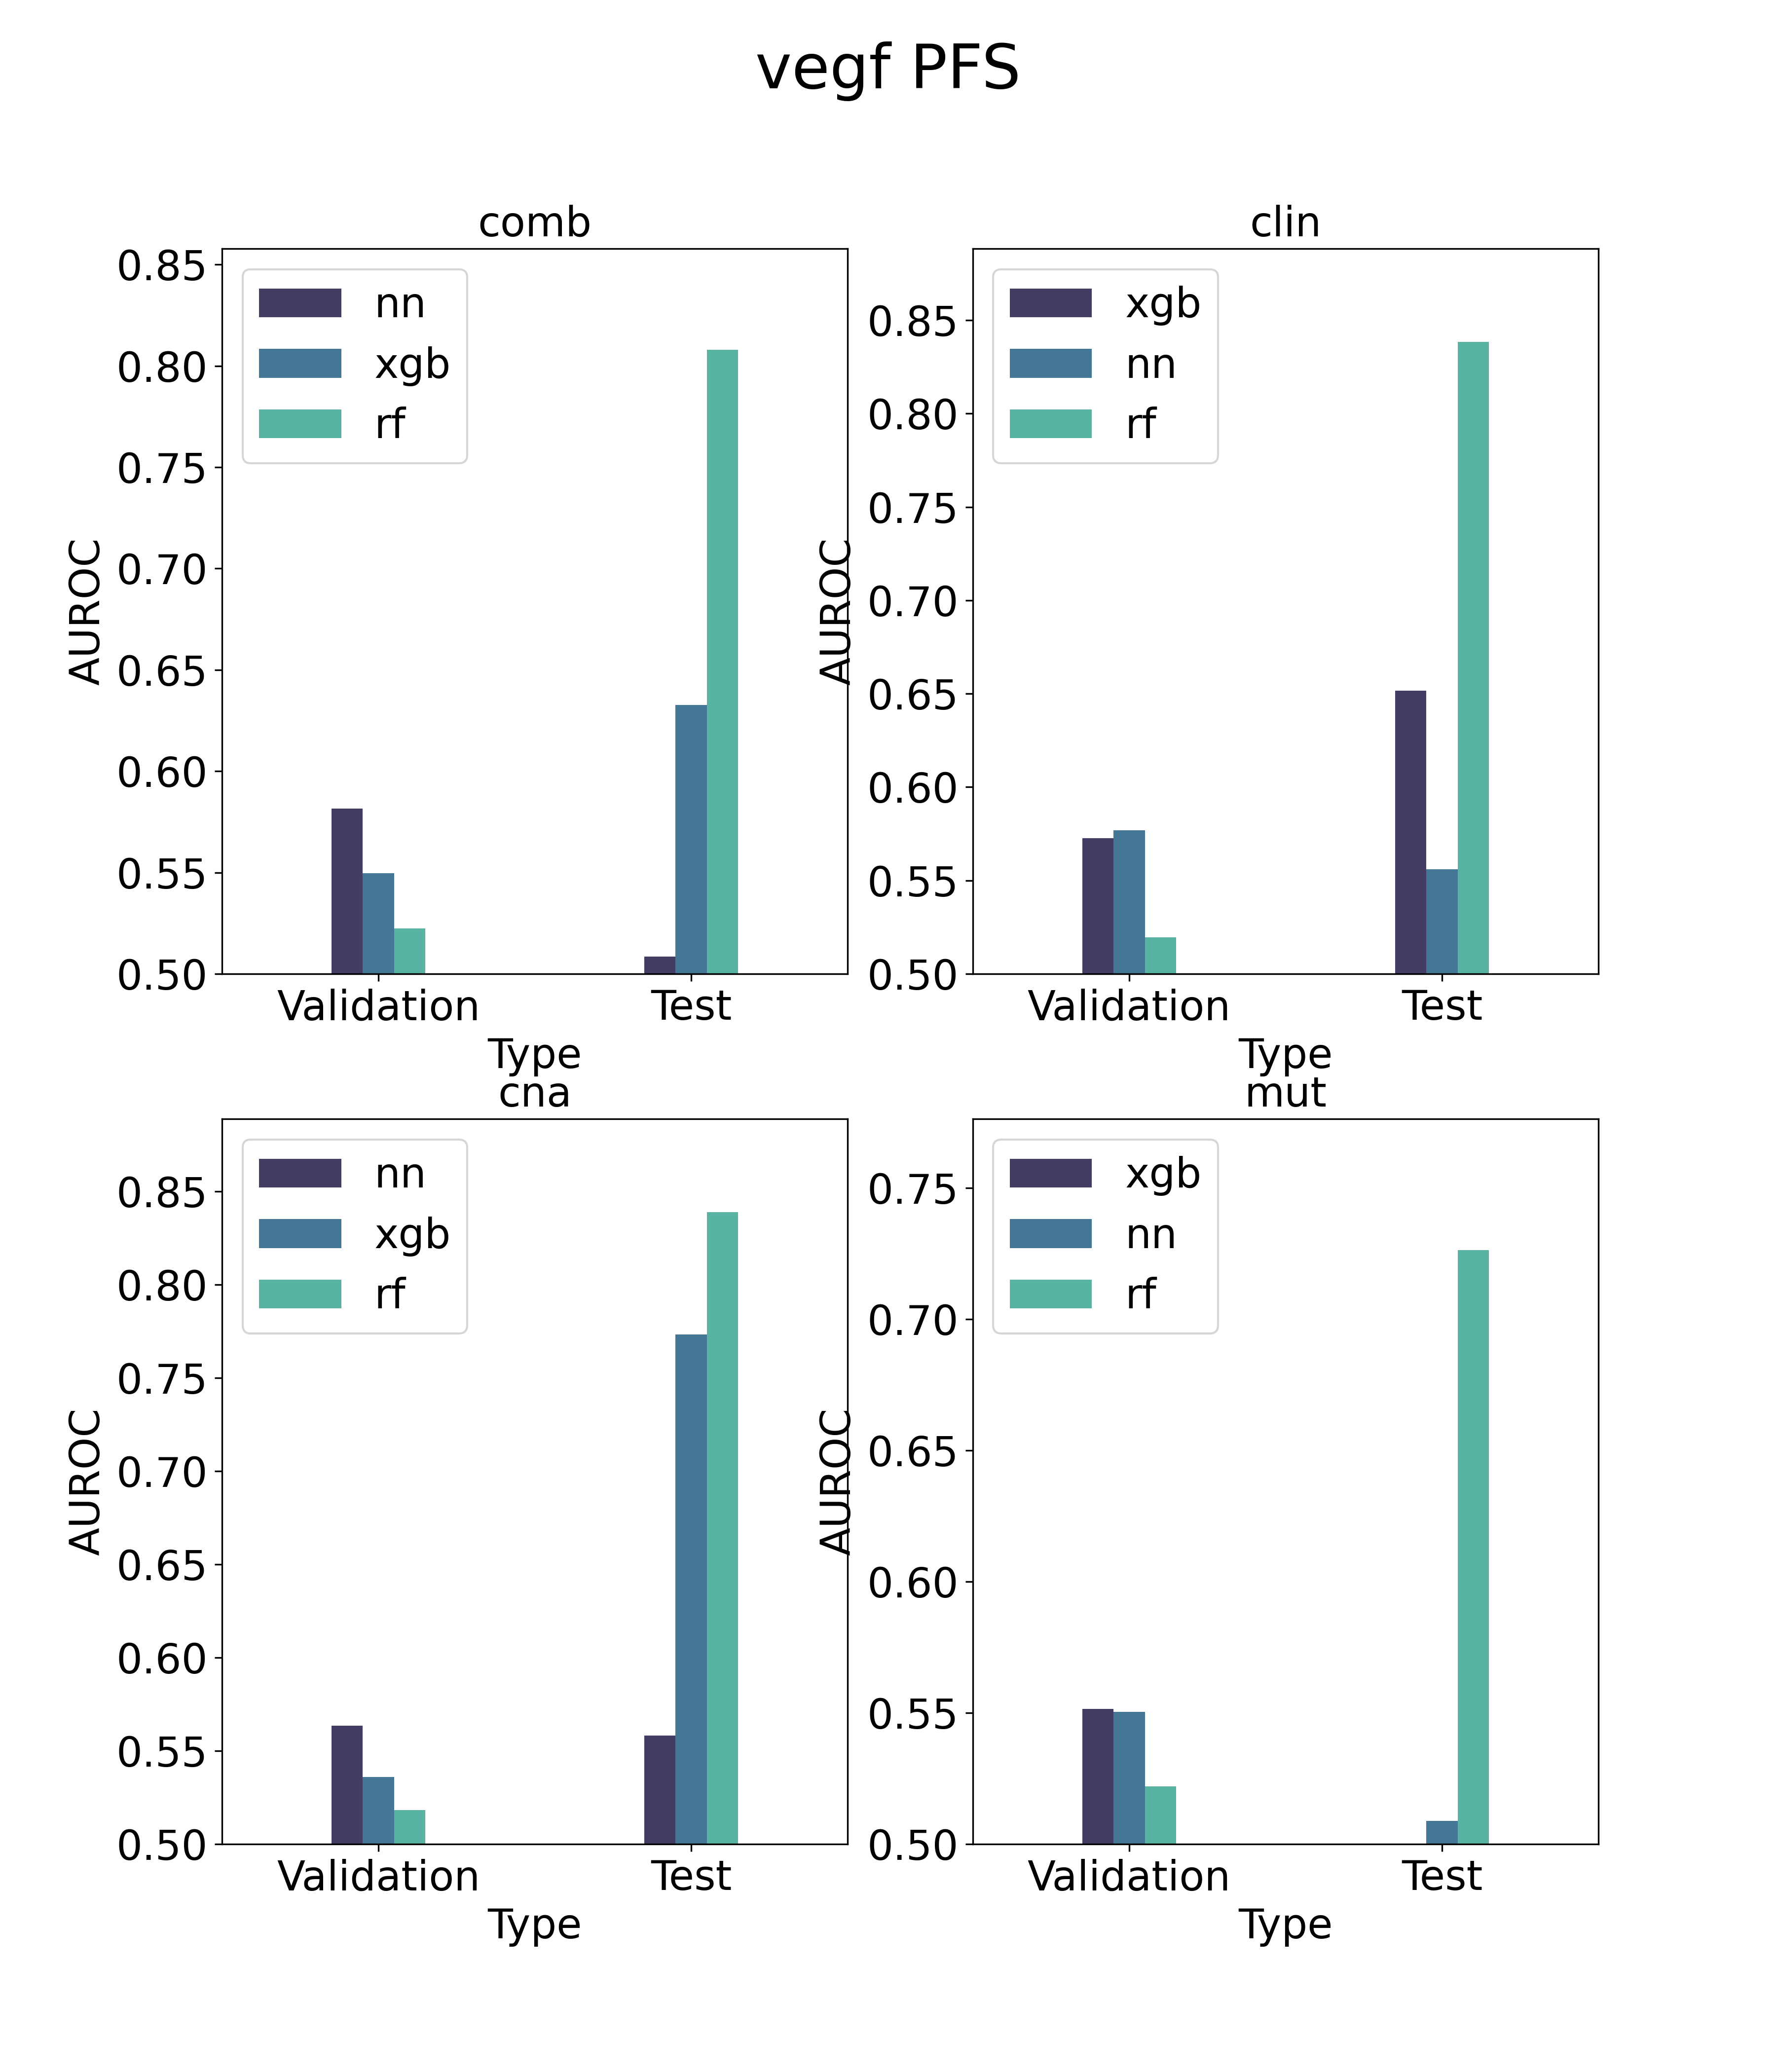 vegf PFS
comb
0.85
0.80
0.75
0.70
0.65
0.60
0.55
0.50
AUROC
nn
xgb
rf
Validation Test
Type
clin
0.85
0.80
0.75
0.70
0.65
0.60
0.55
0.50
AUROC
xgb
nn
rf
Validation Test
Type
cna
0.85
0.80
0.75
0.70
0.65
0.60
0.55
0.50
AUROC
nn
xgb
rf
Validation Test
Type
mut
0.75
0.70
0.65
0.60
0.55
0.50
AUROC
xgb
nn
rf
Validation Test
Type